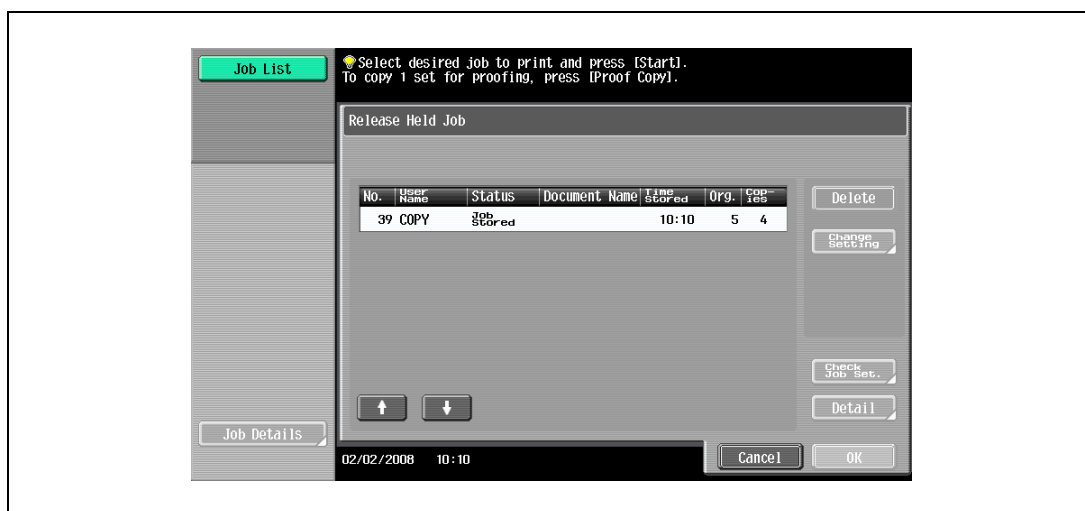 Job List
Select desired job to print and press [Start].
To copy 1 set for proofing, press [Proof Copy].
Release Held Job
No. User Name Status Document Name Time Stored Org. Cop-ies
39 COPY Job Stored 10:10 5 4
Delete
Change Setting
Check Job Set.
Detail
Job Details
02/02/2008 10:10
Cancel
OK